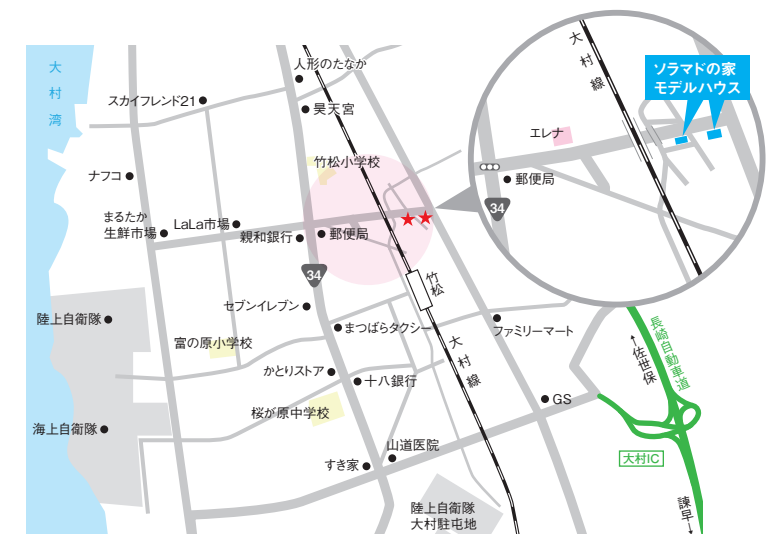 大村湾
人形のたなか
スカイフレンド21
昊天宮
竹松小学校
ナフコ
まるたか
生鮮市場
LaLa市場
親和銀行
郵便局
34
セブンイレブン
竹松
陸上自衛隊
まつばらタクシー
ファミリーマート
富の原小学校
大村線
かとりストア
十八銀行
GS
桜が原中学校
海上自衛隊
山道医院
すき家
陸上自衛隊
大村駐屯地
大村線
ソラマドの家
モデルハウス
エレナ
郵便局
34
長崎自動車道
←佐世保
大村IC
諫早→